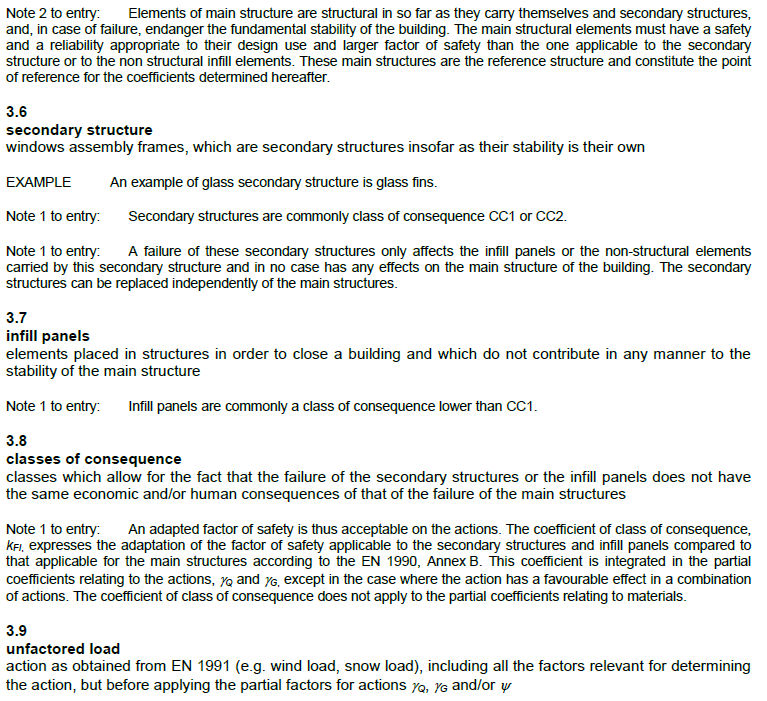 Note 2 to entry: Elements of main structure are structural in so far as they carry themselves and secondary structures,
and, in case of failure, endanger the fundamental stability of the building. The main structural elements must have a safety
and a reliability appropriate to their design use and larger factor of safety than the one applicable to the secondary
structure or to the non structural infill elements. These main structures are the reference structure and constitute the point
of reference for the coefficients determined hereafter.
3.6
secondary structure
windows assembly frames, which are secondary structures insofar as their stability is their own
EXAMPLE An example of glass secondary structure is glass fins.
Note 1 to entry: Secondary structures are commonly class of consequence CC1 or CC2.
Note 1 to entry: A failure of these secondary structures only affects the infill panels or the non-structural elements
carried by this secondary structure and in no case has any effects on the main structure of the building. The secondary
structures can be replaced independently of the main structures.
3.7
infill panels
elements placed in structures in order to close a building and which do not contribute in any manner to the
stability of the main structure
Note 1 to entry: Infill panels are commonly a class of consequence lower than CC1.
3.8
classes of consequence
classes which allow for the fact that the failure of the secondary structures or the infill panels does not have
the same economic and/or human consequences of that of the failure of the main structures
Note 1 to entry: An adapted factor of safety is thus acceptable on the actions. The coefficient of class of consequence,
kFI, expresses the adaptation of the factor of safety applicable to the secondary structures and infill panels compared to
that applicable for the main structures according to the EN 1990, Annex B. This coefficient is integrated in the partial
coefficients relating to the actions, γQ and γG, except in the case where the action has a favourable effect in a combination
of actions. The coefficient of class of consequence does not apply to the partial coefficients relating to materials.
3.9
unfactored load
action as obtained from EN 1991 (e.g. wind load, snow load), including all the factors relevant for determining
the action, but before applying the partial factors for actions γQ, γG and/or ψ